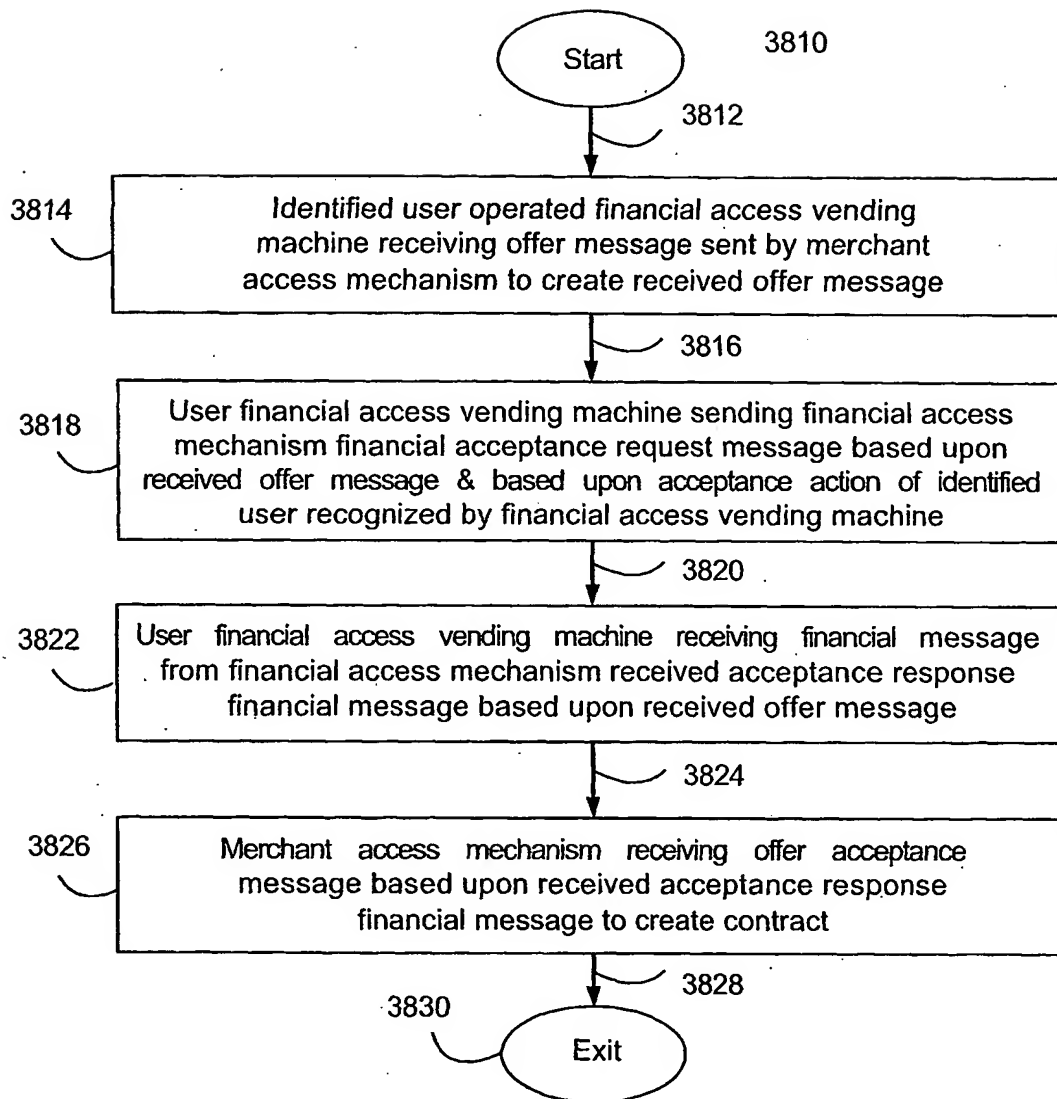 Start
3810
3812
3814
Identified user operated financial access vending
machine receiving offer message sent by merchant
access mechanism to create received offer message
3816
3818
User financial access vending machine sending financial access
mechanism financial acceptance request message based upon
received offer message & based upon acceptance action of identified
user recognized by financial access vending machine
3820
3822
User financial access vending machine receiving financial message
from financial access mechanism received acceptance response
financial message based upon received offer message
3824
3826
Merchant access mechanism receiving offer acceptance
message based upon received acceptance response
financial message to create contract
3828
3830
Exit